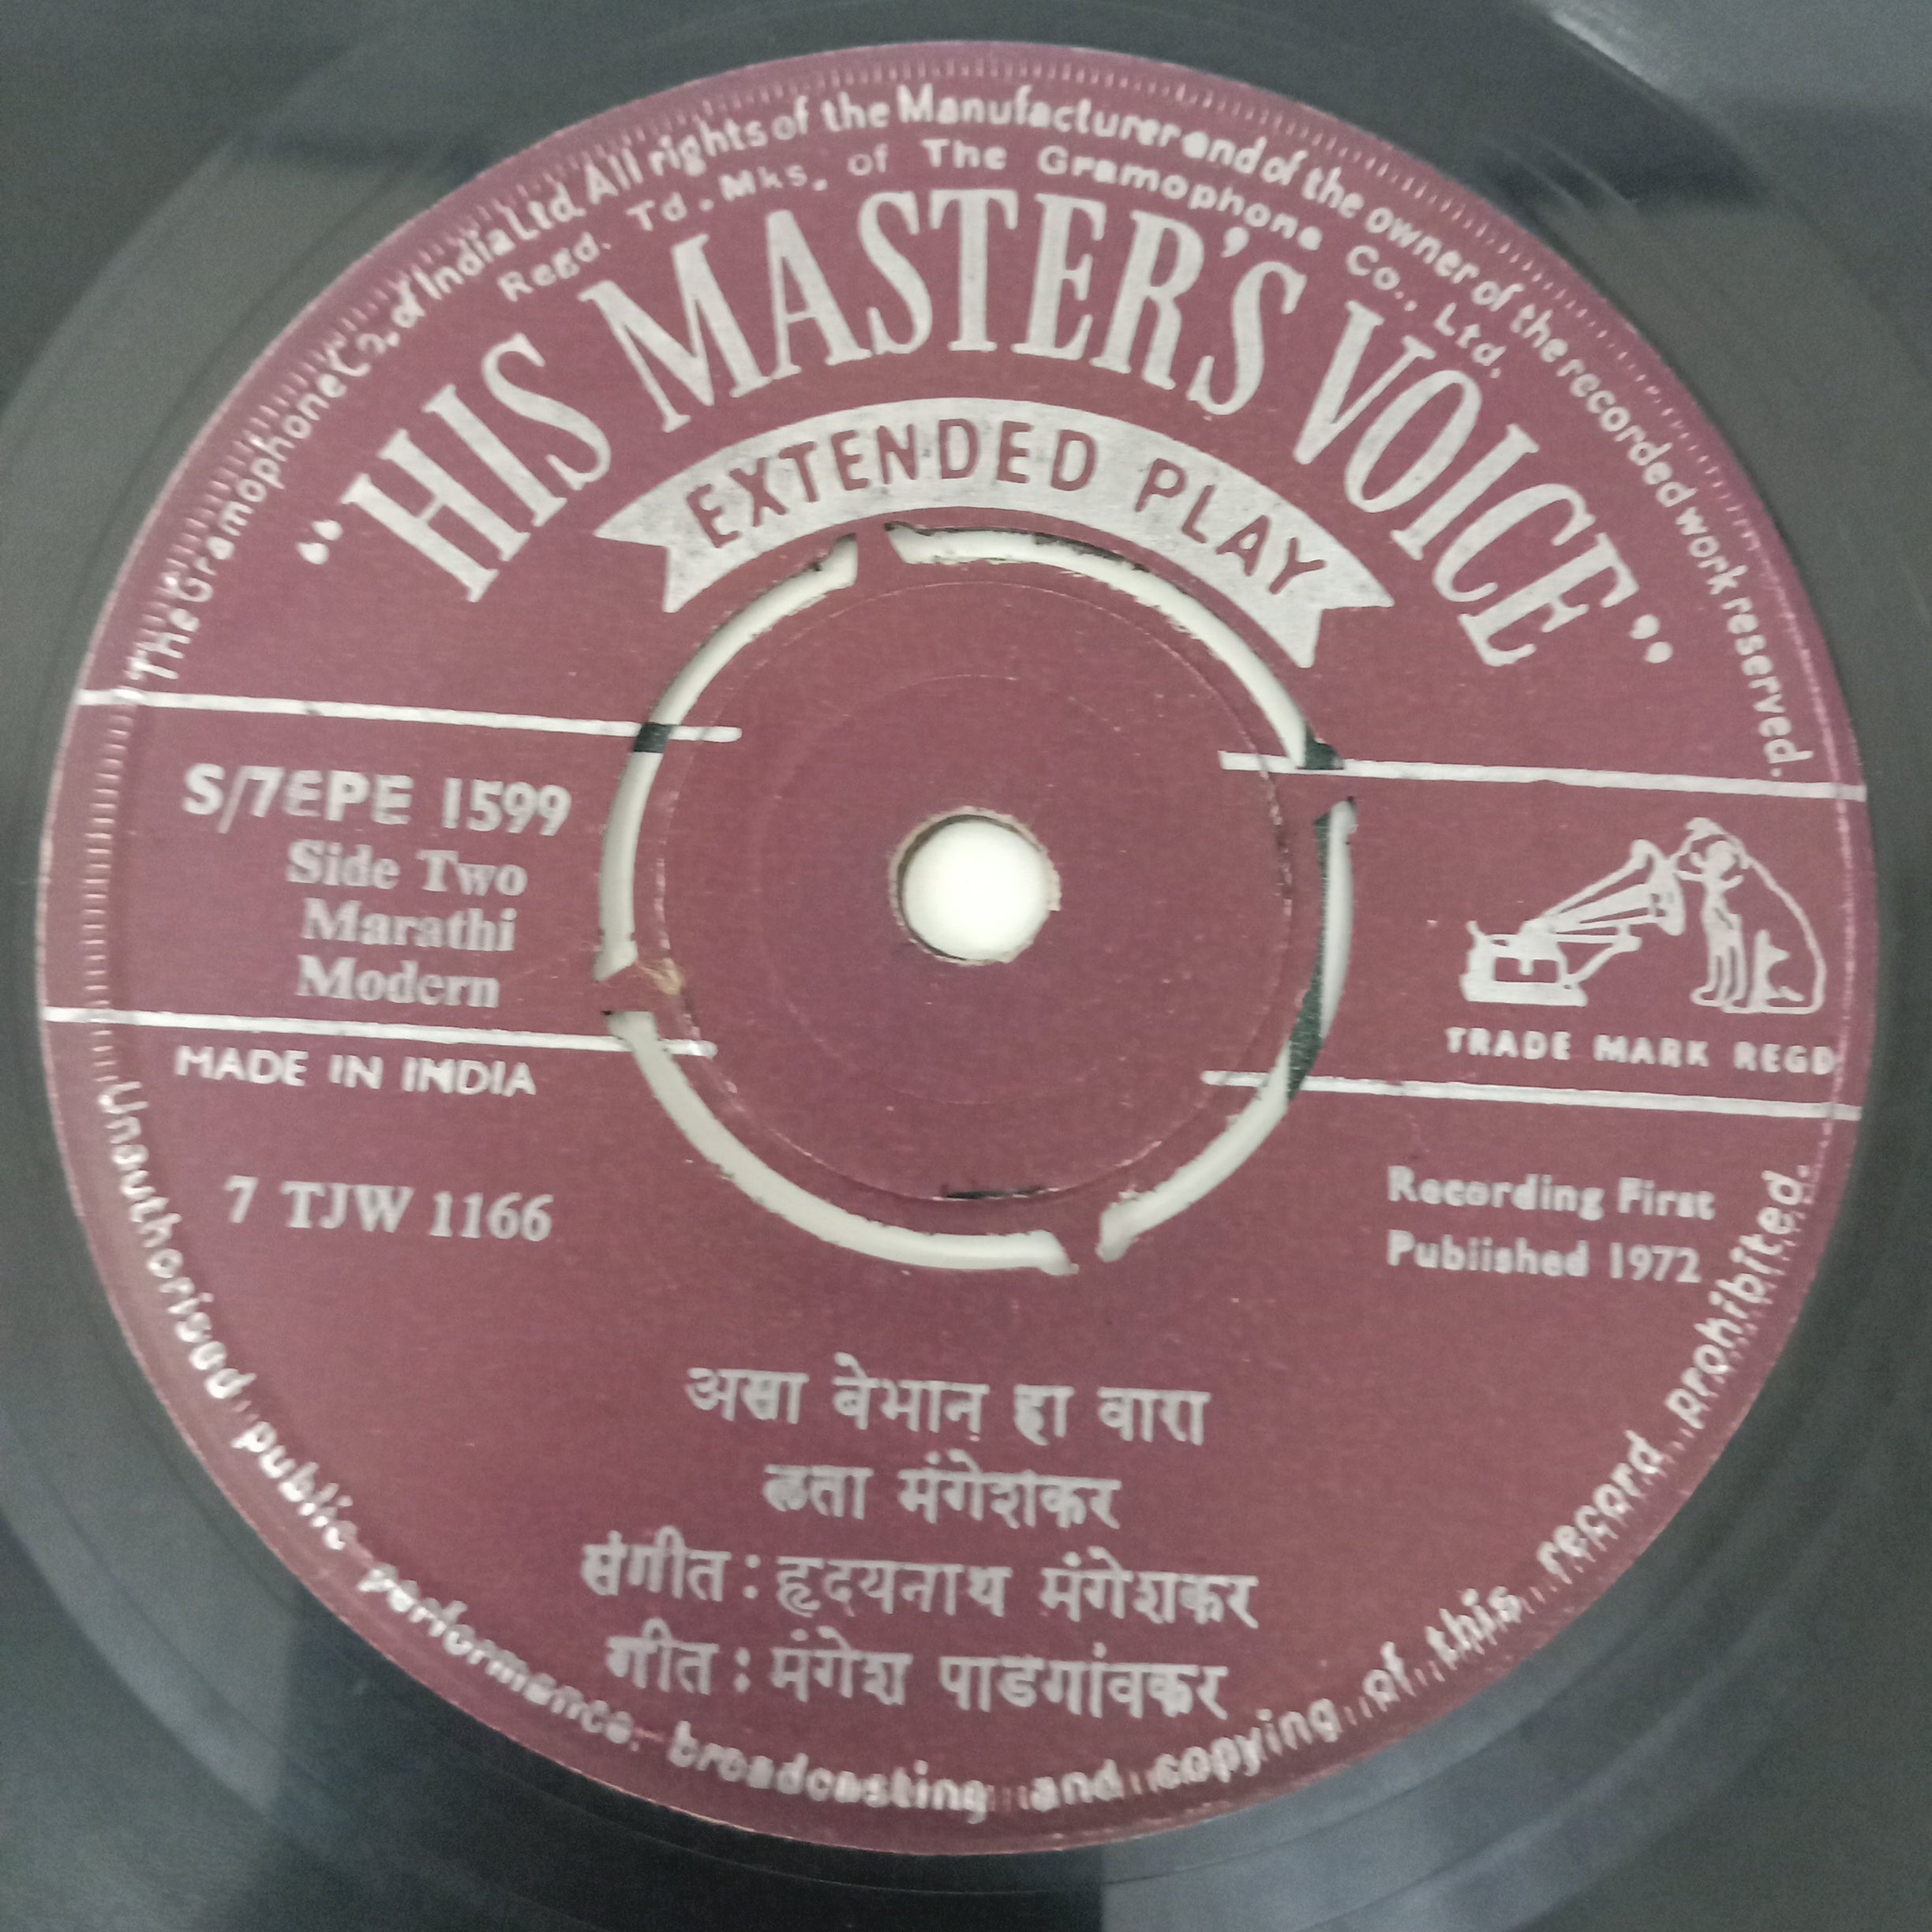 The Gramophone Co. of India Ltd. All rights of the Manufacturer and of the owner of the recorded work reserved.
Regd. Td. Mks. of The Gramophone Co., Ltd.
"HIS MASTER'S VOICE"
EXTENDED PLAY
S/7EPE 1599
Side Two
Marathi
Modern
MADE IN INDIA
TRADE MARK REGD
7 TJW 1166
Recording First
Published 1972
असा बेभान हा वारा
लता मंगेशकर
संगीत : हृदयनाथ मंगेशकर
गीत : मंगेश पाडगांवकर
Unauthorised public performance, broadcasting and copying of this record prohibited.